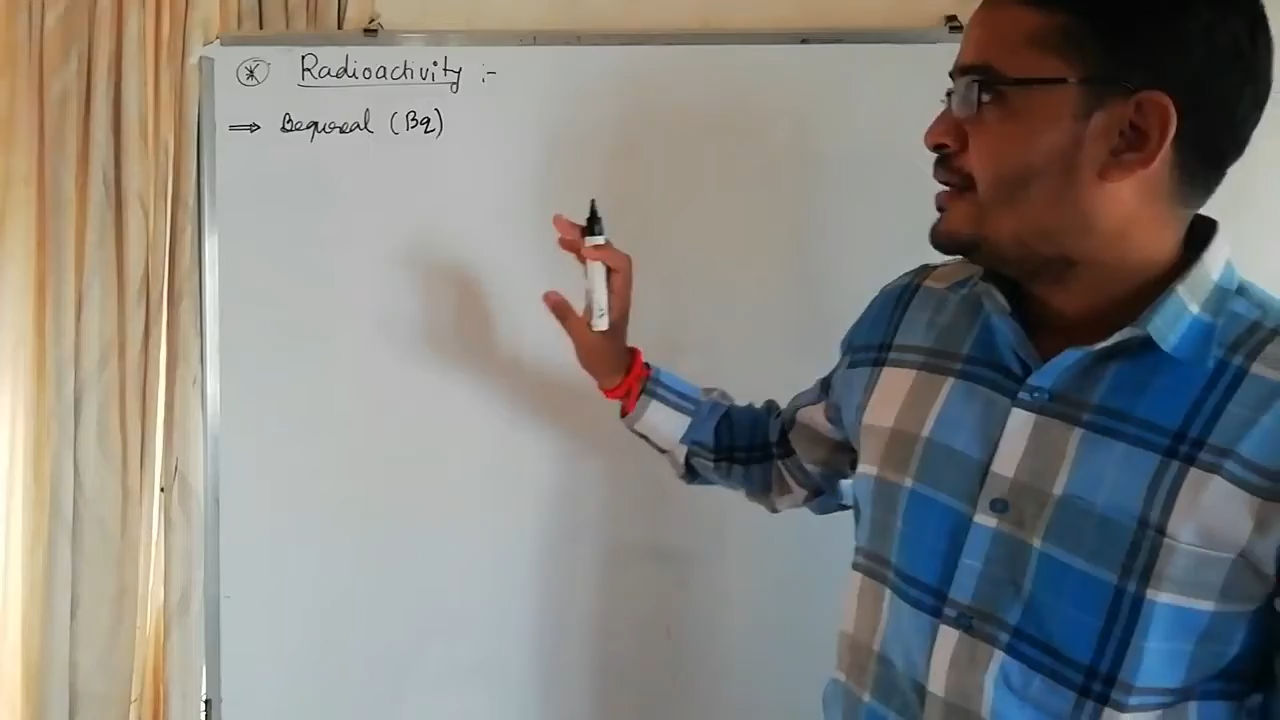 * Radioactivity :-
⇒ Bequreal (Bq)